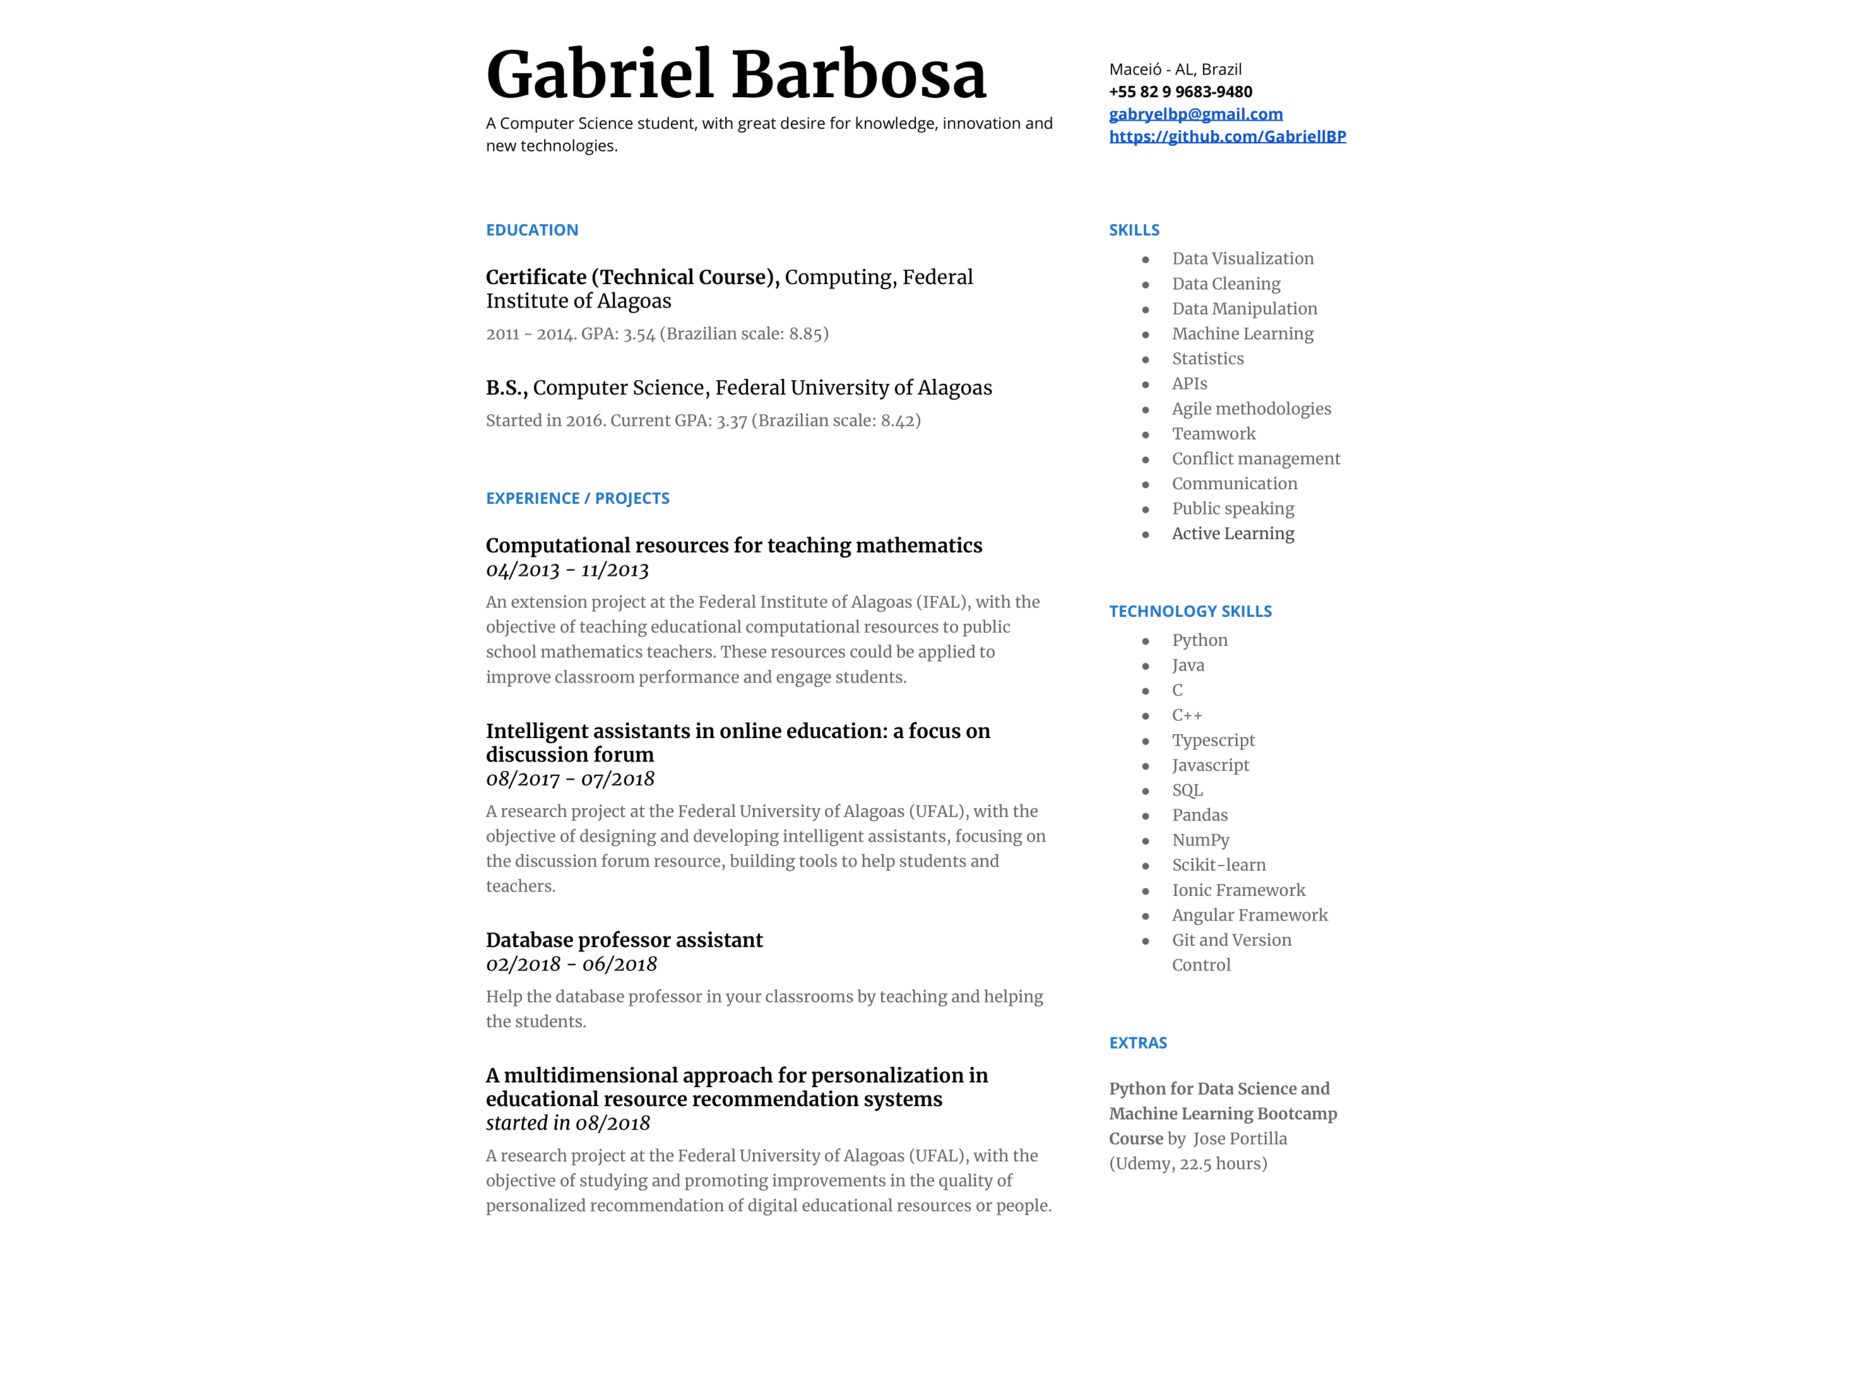 Gabriel Barbosa
A Computer Science student, with great desire for knowledge, innovation and
new technologies.
Maceió - AL, Brazil
+55 82 9 9683-9480
gabryelbp@gmail.com
https://github.com/GabriellBP
EDUCATION
Certificate (Technical Course), Computing, Federal
Institute of Alagoas
2011 - 2014. GPA: 3.54 (Brazilian scale: 8.85)
B.S., Computer Science, Federal University of Alagoas
Started in 2016. Current GPA: 3.37 (Brazilian scale: 8.42)
EXPERIENCE / PROJECTS
Computational resources for teaching mathematics
04/2013 - 11/2013
An extension project at the Federal Institute of Alagoas (IFAL), with the
objective of teaching educational computational resources to public
school mathematics teachers. These resources could be applied to
improve classroom performance and engage students.
Intelligent assistants in online education: a focus on
discussion forum
08/2017 - 07/2018
A research project at the Federal University of Alagoas (UFAL), with the
objective of designing and developing intelligent assistants, focusing on
the discussion forum resource, building tools to help students and
teachers.
Database professor assistant
02/2018 - 06/2018
Help the database professor in your classrooms by teaching and helping
the students.
A multidimensional approach for personalization in
educational resource recommendation systems
started in 08/2018
A research project at the Federal University of Alagoas (UFAL), with the
objective of studying and promoting improvements in the quality of
personalized recommendation of digital educational resources or people.
SKILLS
● Data Visualization
● Data Cleaning
● Data Manipulation
● Machine Learning
● Statistics
● APIs
● Agile methodologies
● Teamwork
● Conflict management
● Communication
● Public speaking
● Active Learning
TECHNOLOGY SKILLS
● Python
● Java
● C
● C++
● Typescript
● Javascript
● SQL
● Pandas
● NumPy
● Scikit-learn
● Ionic Framework
● Angular Framework
● Git and Version
Control
EXTRAS
Python for Data Science and
Machine Learning Bootcamp
Course by Jose Portilla
(Udemy, 22.5 hours)